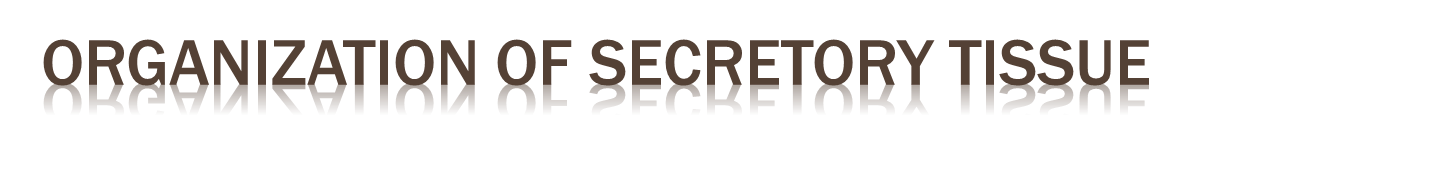 ORGANIZATION OF SECRETORY TISSUE